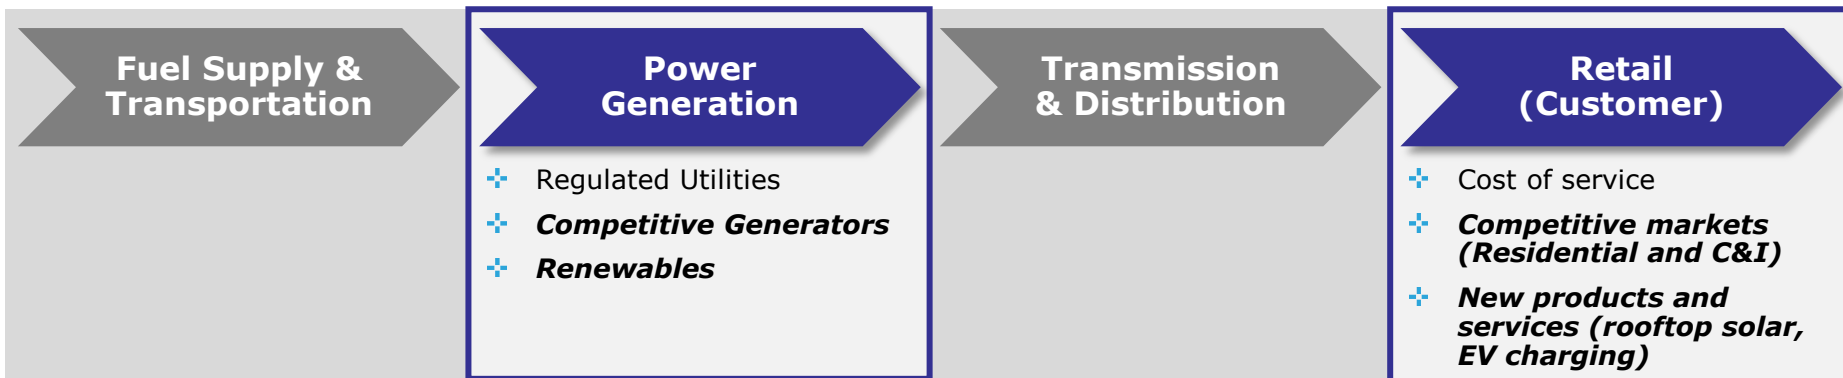 Fuel Supply &
Transportation
Power
Generation
Regulated Utilities
Competitive Generators
Renewables
Transmission
& Distribution
Retail
(Customer)
Cost of service
Competitive markets
(Residential and C&I)
New products and
services (rooftop solar,
EV charging)